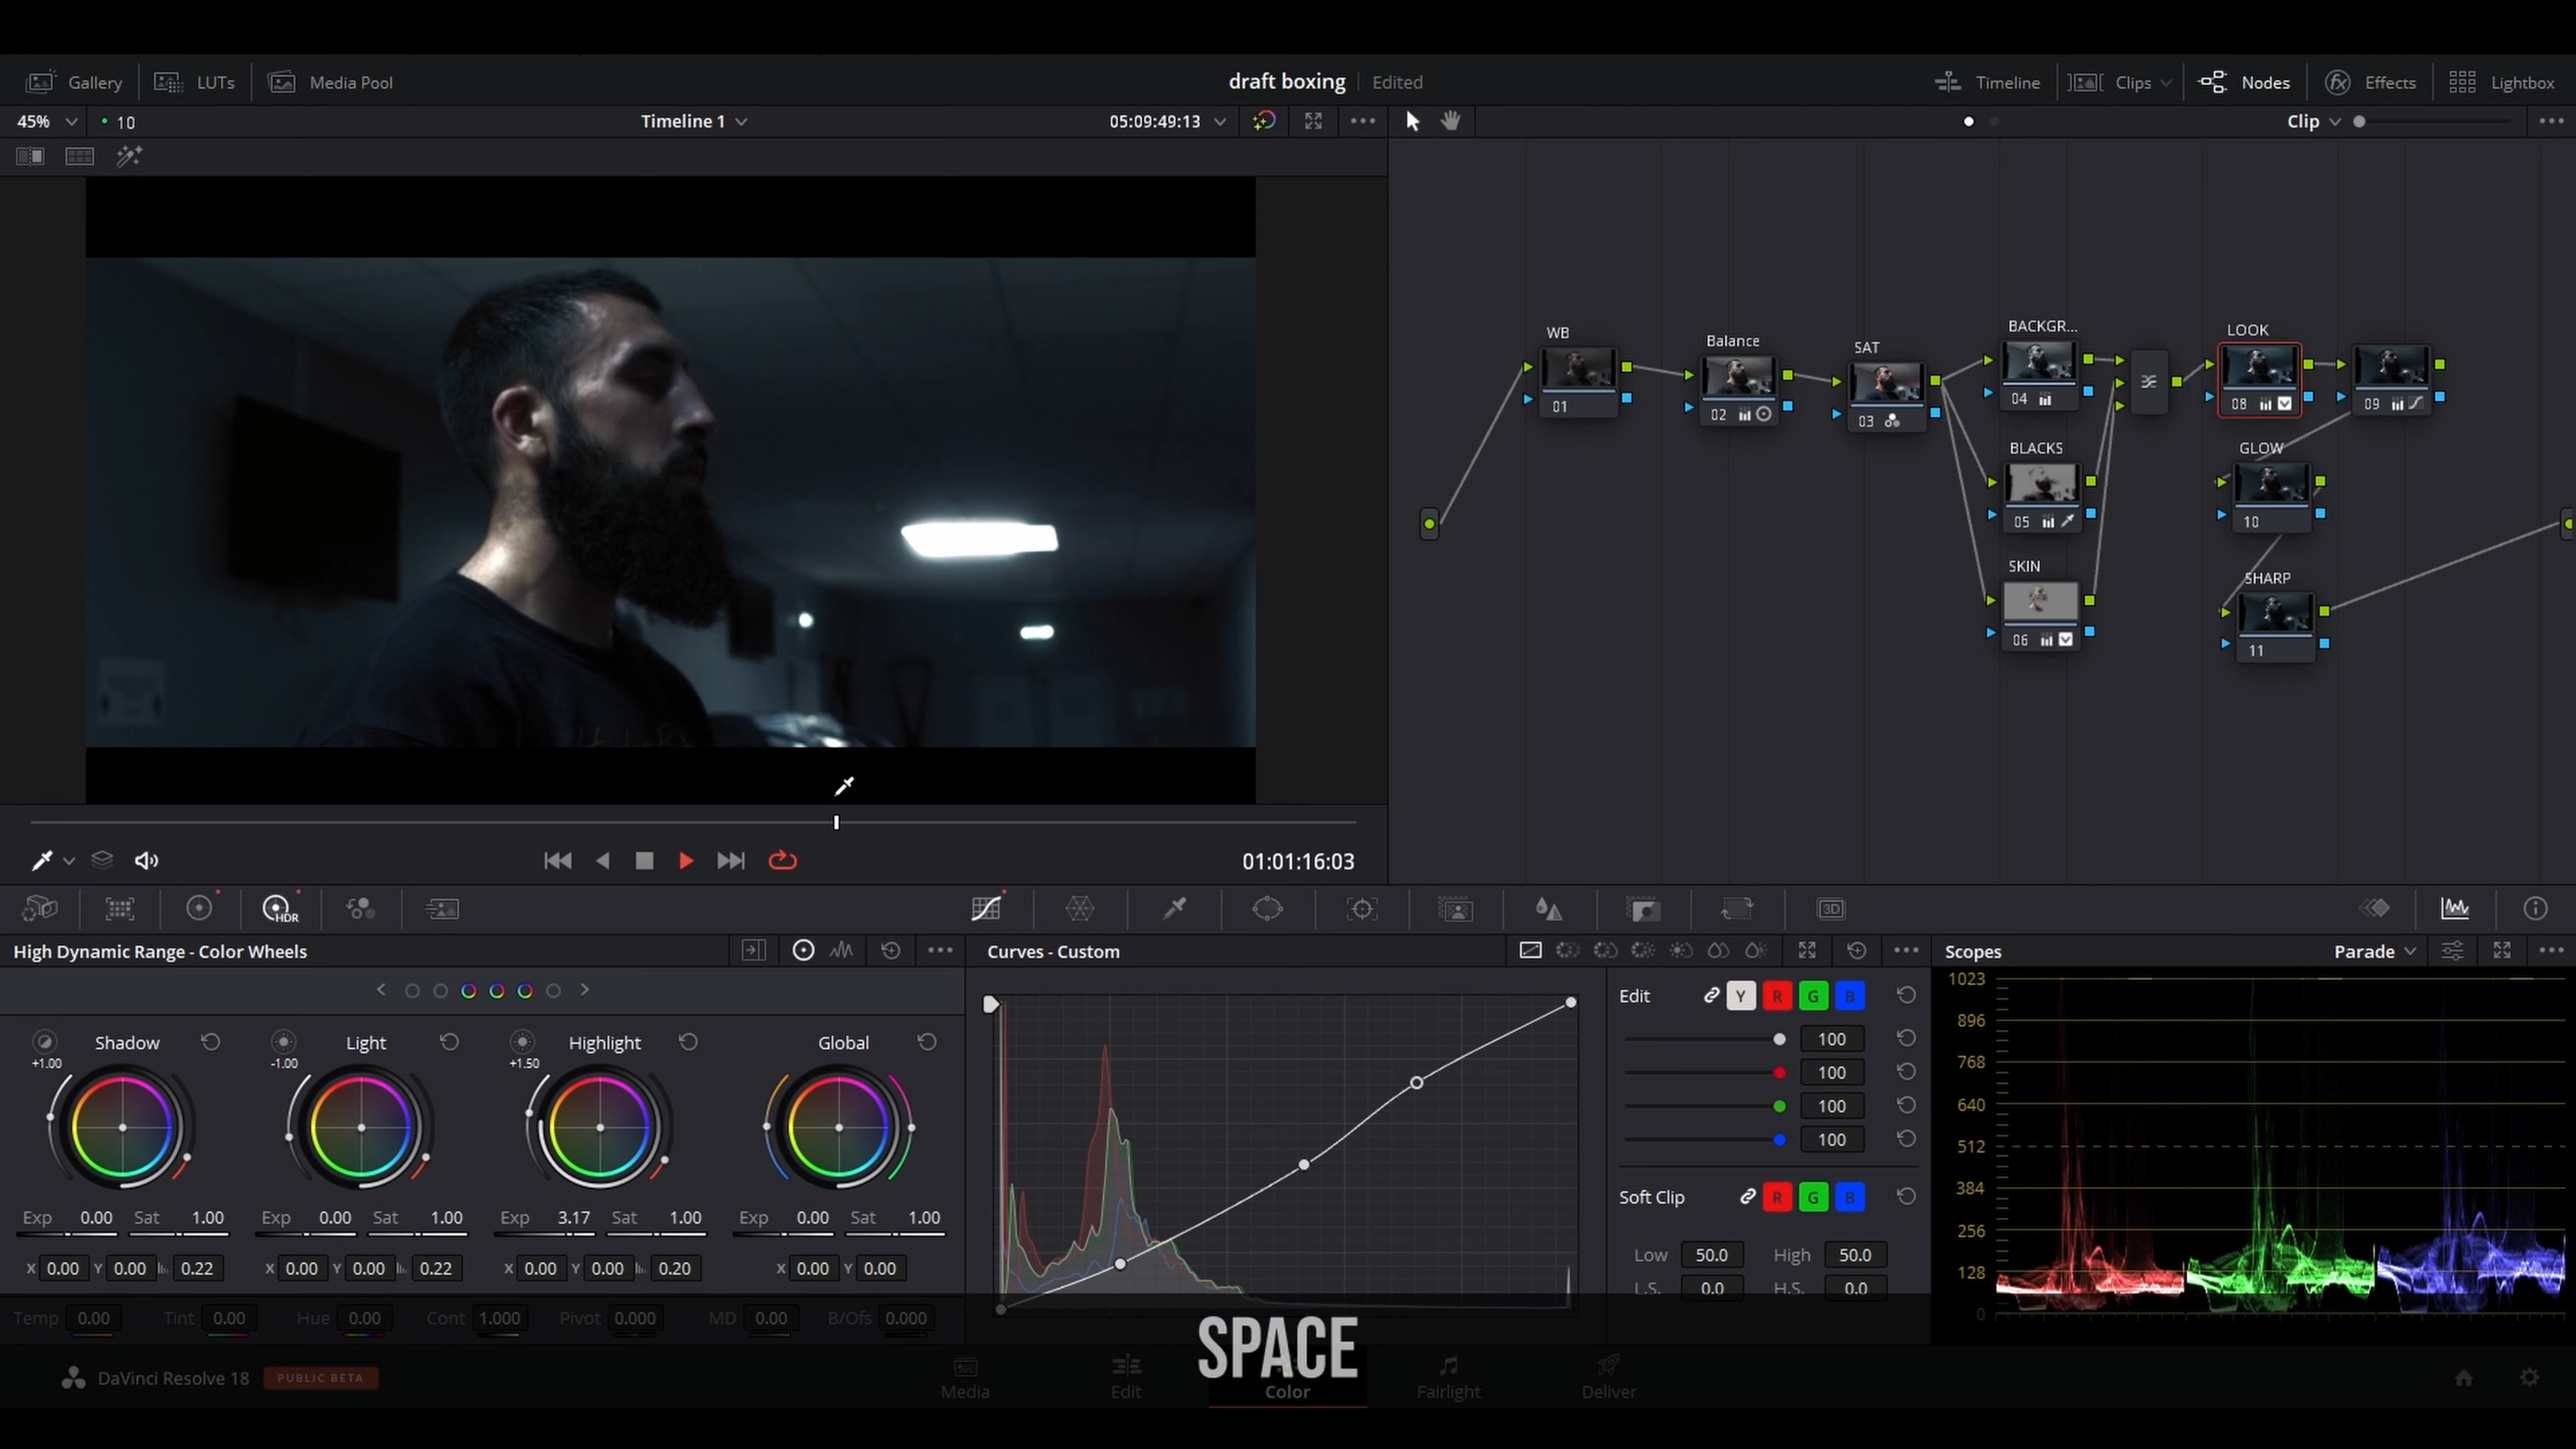 Gallery LUTs Media Pool draft boxing Edited Timeline Clips Nodes Effects Lightbox
45% 10 Timeline 1 05:09:49:13 Clip
WB Balance SAT BACKGR... LOOK
01 02 03 04 08 09
BLACKS GLOW
05 10
SKIN SHARP
06 11
01:01:16:03
HDR 3D
High Dynamic Range - Color Wheels Curves - Custom Scopes Parade
Shadow Light Highlight Global
+1.00 -1.00 +1.50
Exp 0.00 Sat 1.00 Exp 0.00 Sat 1.00 Exp 3.17 Sat 1.00 Exp 0.00 Sat 1.00
X 0.00 Y 0.00 0.22 X 0.00 Y 0.00 0.22 X 0.00 Y 0.00 0.20 X 0.00 Y 0.00
Temp 0.00 Tint 0.00 Hue 0.00 Cont 1.000 Pivot 0.000 MD 0.00 B/Ofs 0.000
Edit Y R G B
100
100
100
100
Soft Clip R G B
Low 50.0 High 50.0
L.S. 0.0 H.S. 0.0
1023
896
768
640
512
384
256
128
0
SPACE
DaVinci Resolve 18 PUBLIC BETA Media Edit Color Fairlight Deliver